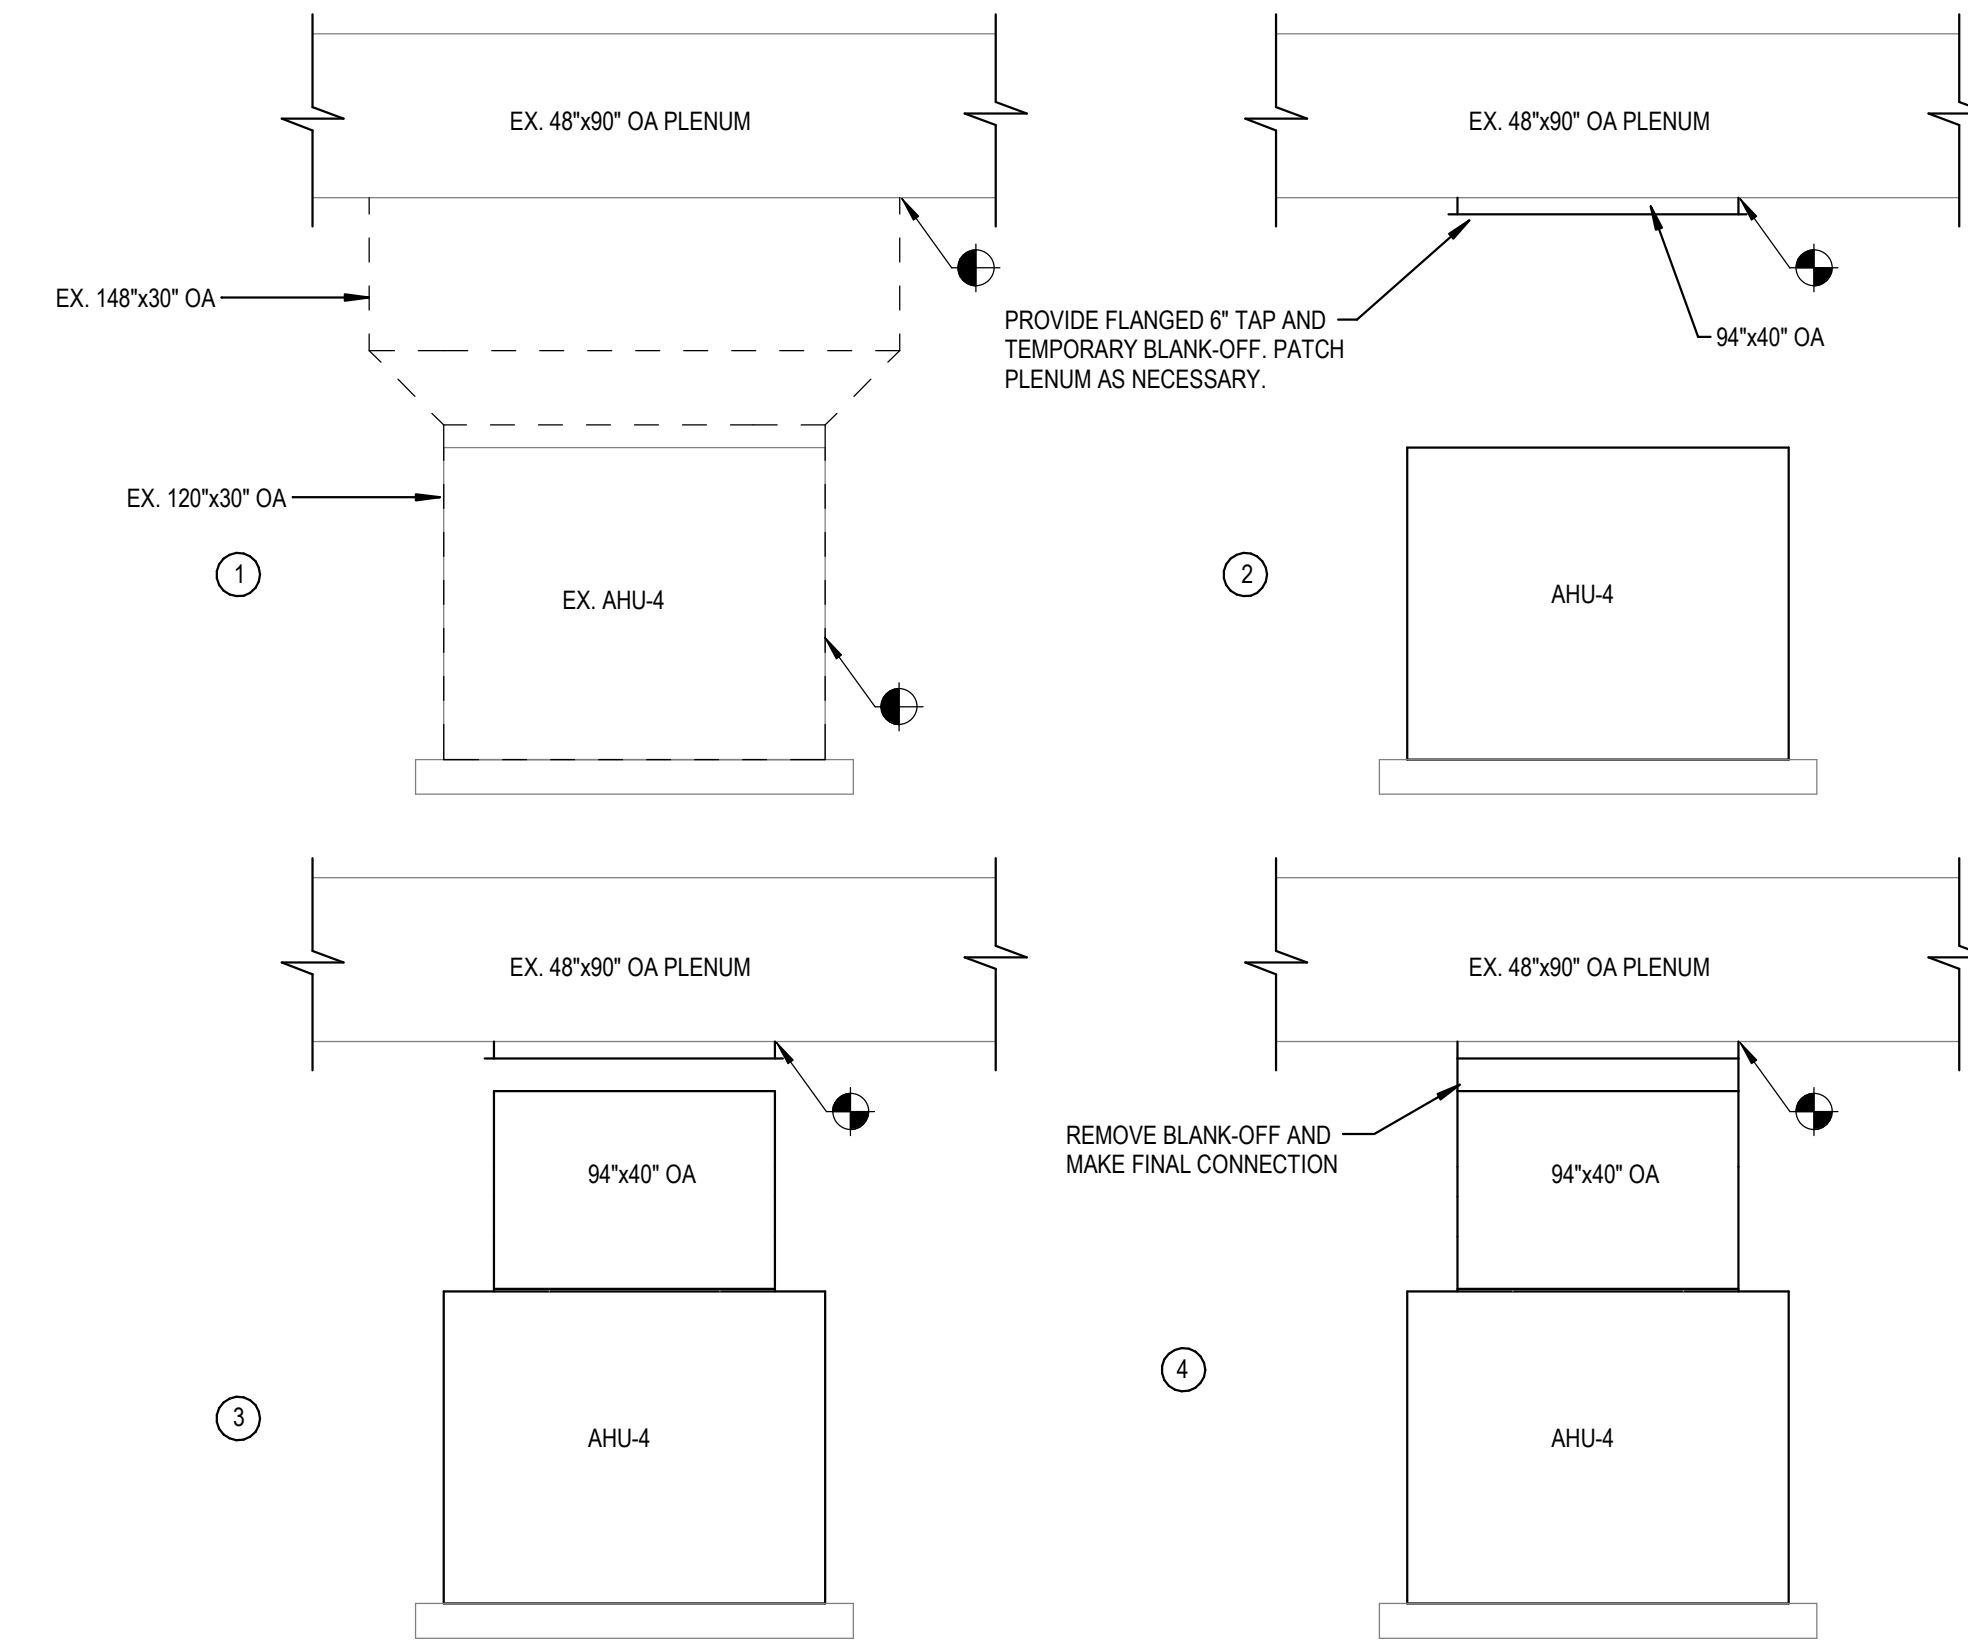 EX. 48"x90" OA PLENUM
EX. 148"x30" OA
EX. 120"x30" OA
1
EX. AHU-4
EX. 48"x90" OA PLENUM
PROVIDE FLANGED 6" TAP AND
TEMPORARY BLANK-OFF. PATCH
PLENUM AS NECESSARY.
94"x40" OA
2
AHU-4
EX. 48"x90" OA PLENUM
94"x40" OA
3
AHU-4
EX. 48"x90" OA PLENUM
REMOVE BLANK-OFF AND
MAKE FINAL CONNECTION
94"x40" OA
4
AHU-4